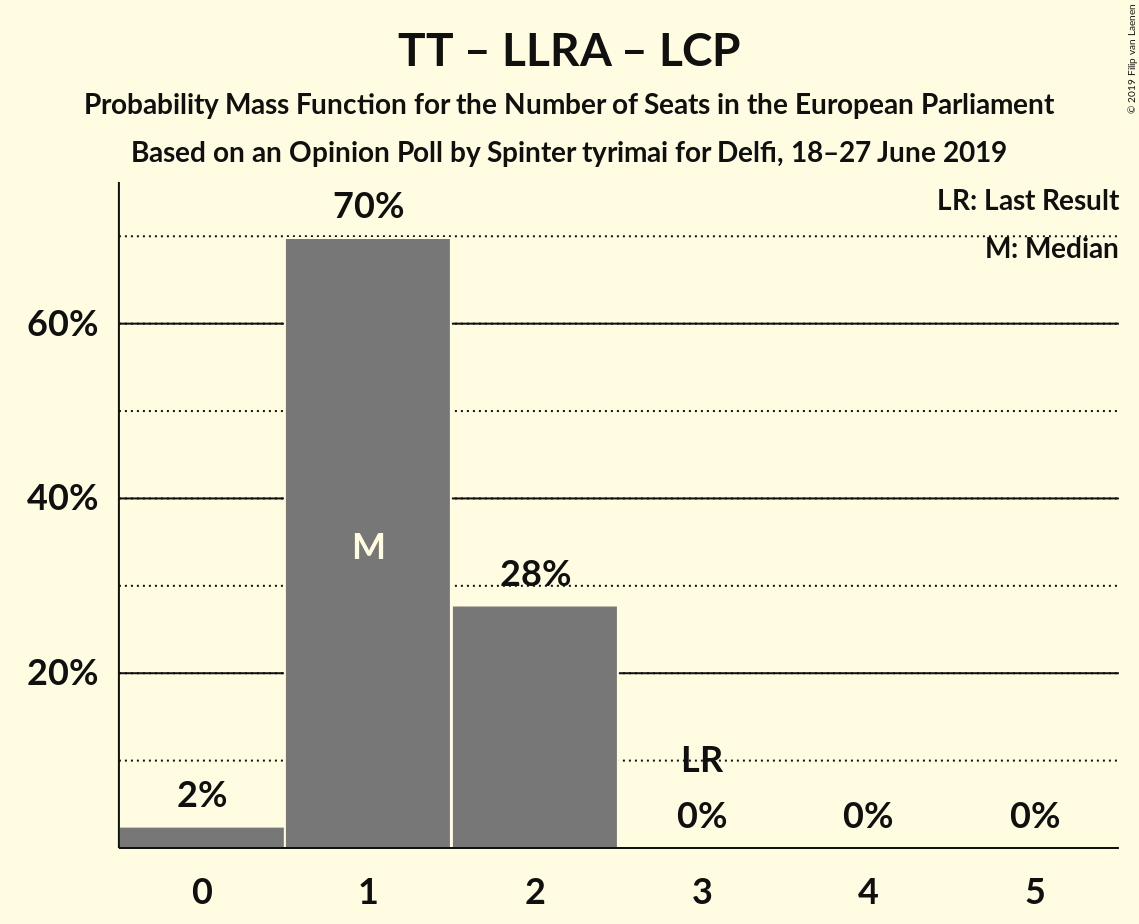 TT – LLRA – LCP
Probability Mass Function for the Number of Seats in the European Parliament
Based on an Opinion Poll by Spinter tyrimai for Delfi, 18–27 June 2019
© 2019 Filip van Laenen
LR: Last Result
M: Median
70%
60%
40%
M
28%
20%
LR
2%
0%
0%
0%
0
1
2
3
4
5